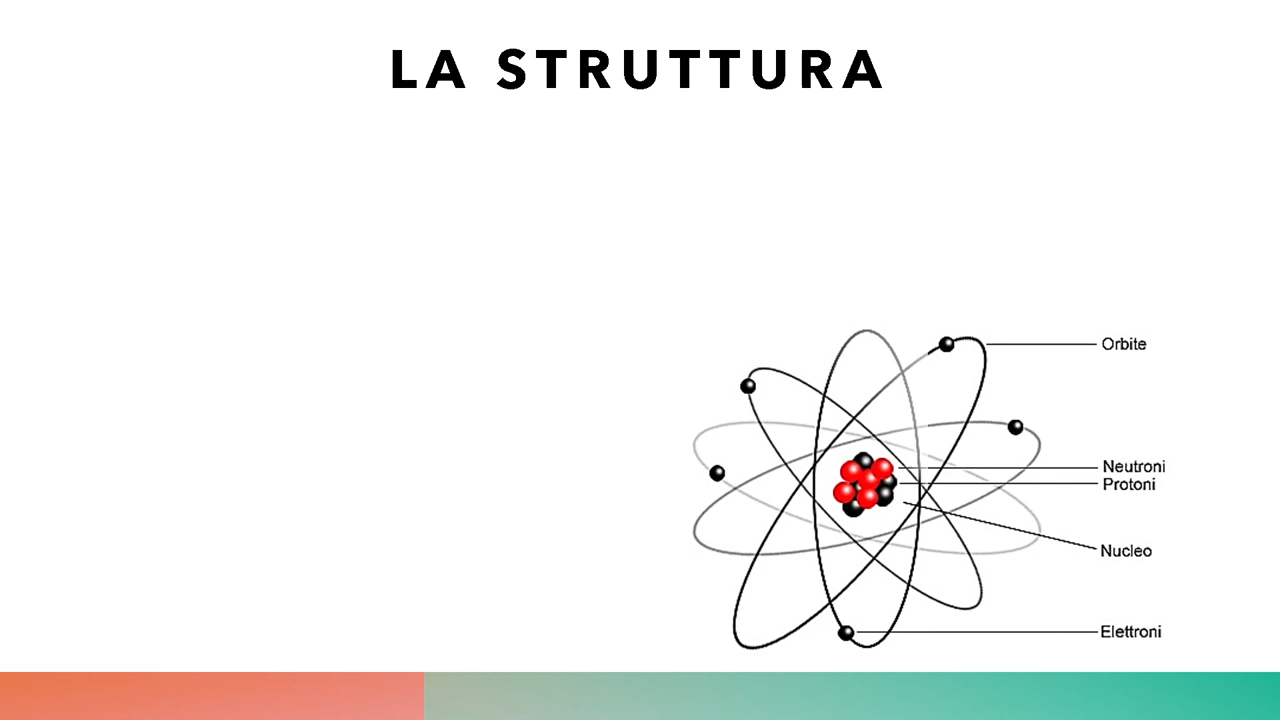 LA STRUTTURA
Orbite
Neutroni
Protoni
Nucleo
Elettroni